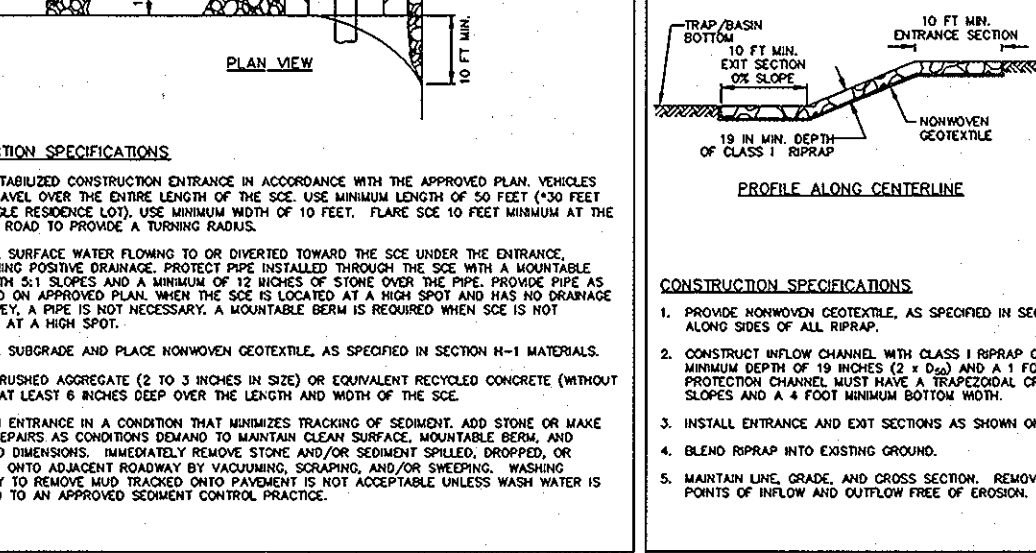 PLAN VIEW
10 FT MIN.
TION SPECIFICATIONS
TABILIZED CONSTRUCTION ENTRANCE IN ACCORDANCE WITH THE APPROVED PLAN. VEHICLES
AVEL OVER THE ENTIRE LENGTH OF THE SCE. USE MINIMUM LENGTH OF 50 FEET (*30 FEET
LE RESIDENCE LOT). USE MINIMUM WIDTH OF 10 FEET. FLARE SCE 10 FEET MINIMUM AT THE
ROAD TO PROVIDE A TURNING RADIUS.
SURFACE WATER FLOWING TO OR DIVERTED TOWARD THE SCE UNDER THE ENTRANCE,
ING POSITIVE DRAINAGE. PROTECT PIPE INSTALLED THROUGH THE SCE WITH A MOUNTABLE
TH 5:1 SLOPES AND A MINIMUM OF 12 INCHES OF STONE OVER THE PIPE. PROVIDE PIPE AS
D ON APPROVED PLAN. WHEN THE SCE IS LOCATED AT A HIGH SPOT AND HAS NO DRAINAGE
EY, A PIPE IS NOT NECESSARY. A MOUNTABLE BERM IS REQUIRED WHEN SCE IS NOT
AT A HIGH SPOT.
SUBGRADE AND PLACE NONWOVEN GEOTEXTILE, AS SPECIFIED IN SECTION H-1 MATERIALS.
RUSHED AGGREGATE (2 TO 3 INCHES IN SIZE) OR EQUIVALENT RECYCLED CONCRETE (WITHOUT
AT LEAST 6 INCHES DEEP OVER THE LENGTH AND WIDTH OF THE SCE.
ENTRANCE IN A CONDITION THAT MINIMIZES TRACKING OF SEDIMENT. ADD STONE OR MAKE
EPAIRS AS CONDITIONS DEMAND TO MAINTAIN CLEAN SURFACE, MOUNTABLE BERM, AND
D DIMENSIONS. IMMEDIATELY REMOVE STONE AND/OR SEDIMENT SPILLED, DROPPED, OR
ONTO ADJACENT ROADWAY BY VACUUMING, SCRAPING, AND/OR SWEEPING. WASHING
Y TO REMOVE MUD TRACKED ONTO PAVEMENT IS NOT ACCEPTABLE UNLESS WASH WATER IS
D TO AN APPROVED SEDIMENT CONTROL PRACTICE.
TRAP/BASIN
BOTTOM
10 FT MIN.
EXIT SECTION
0% SLOPE
10 FT MIN.
ENTRANCE SECTION
19 IN MIN. DEPTH
OF CLASS I RIPRAP
NONWOVEN
GEOTEXTILE
PROFILE ALONG CENTERLINE
CONSTRUCTION SPECIFICATIONS
1. PROVIDE NONWOVEN GEOTEXTILE, AS SPECIFIED IN SEC
ALONG SIDES OF ALL RIPRAP.
2. CONSTRUCT INFLOW CHANNEL WITH CLASS I RIPRAP O
MINIMUM DEPTH OF 19 INCHES (2 x D50) AND A 1 FO
PROTECTION CHANNEL MUST HAVE A TRAPEZOIDAL CR
SLOPES AND A 4 FOOT MINIMUM BOTTOM WIDTH.
3. INSTALL ENTRANCE AND EXIT SECTIONS AS SHOWN ON
4. BLEND RIPRAP INTO EXISTING GROUND.
5. MAINTAIN LINE, GRADE, AND CROSS SECTION. REMOV
POINTS OF INFLOW AND OUTFLOW FREE OF EROSION.